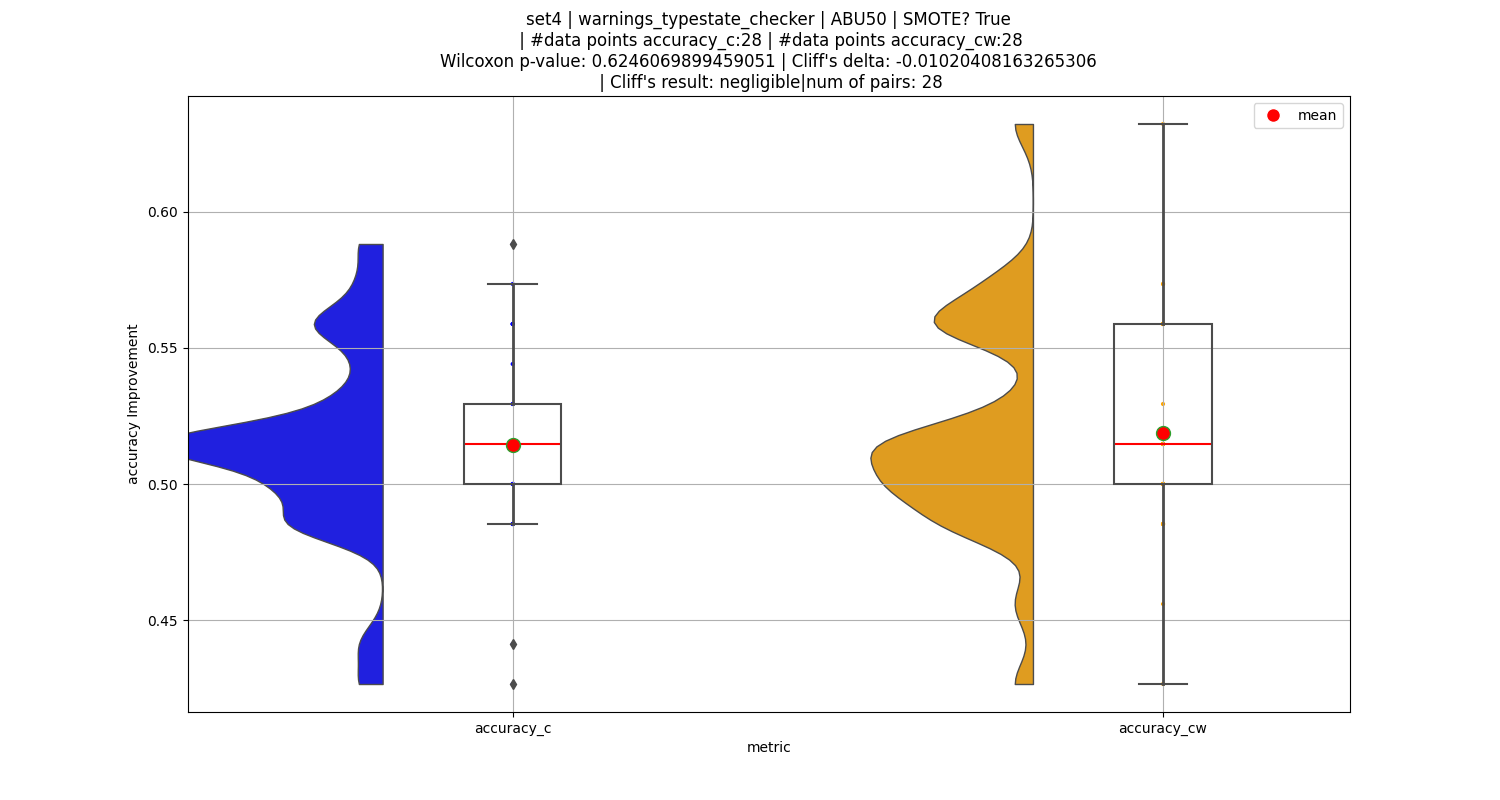 set4 | warnings_typestate_checker | ABU50 | SMOTE? True
| #data points accuracy_c:28 | #data points accuracy_cw:28
Wilcoxon p-value: 0.6246069899459051 | Cliff's delta: -0.01020408163265306
| Cliff's result: negligible|num of pairs: 28
mean
0.60
0.55
0.50
0.45
accuracy Improvement
accuracy_c
accuracy_cw
metric